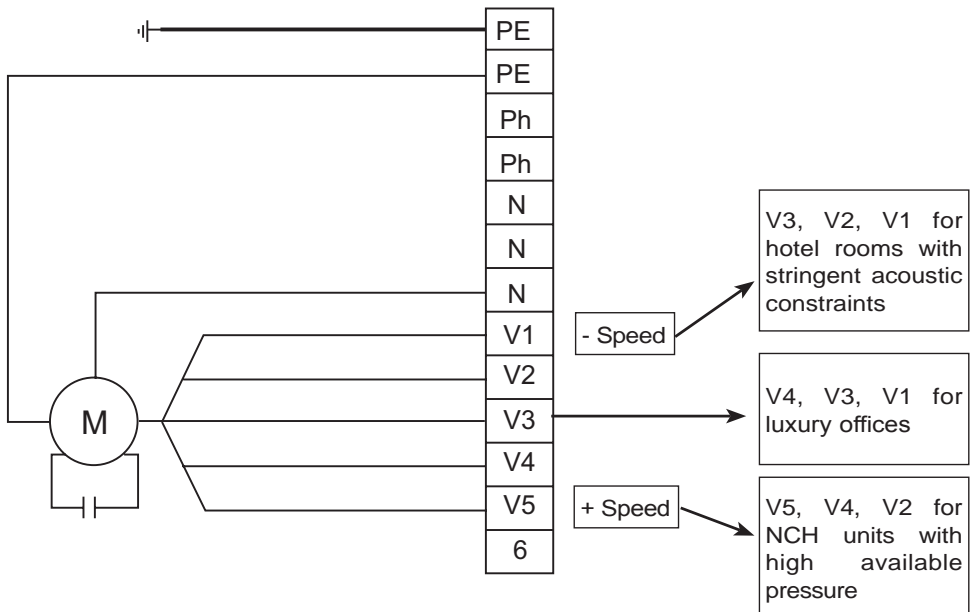 PE
PE
Ph
Ph
N
N
N
V1
V2
V3
V4
V5
6
M
- Speed
+ Speed
V3, V2, V1 for
hotel rooms with
stringent acoustic
constraints
V4, V3, V1 for
luxury offices
V5, V4, V2 for
NCH units with
high available
pressure